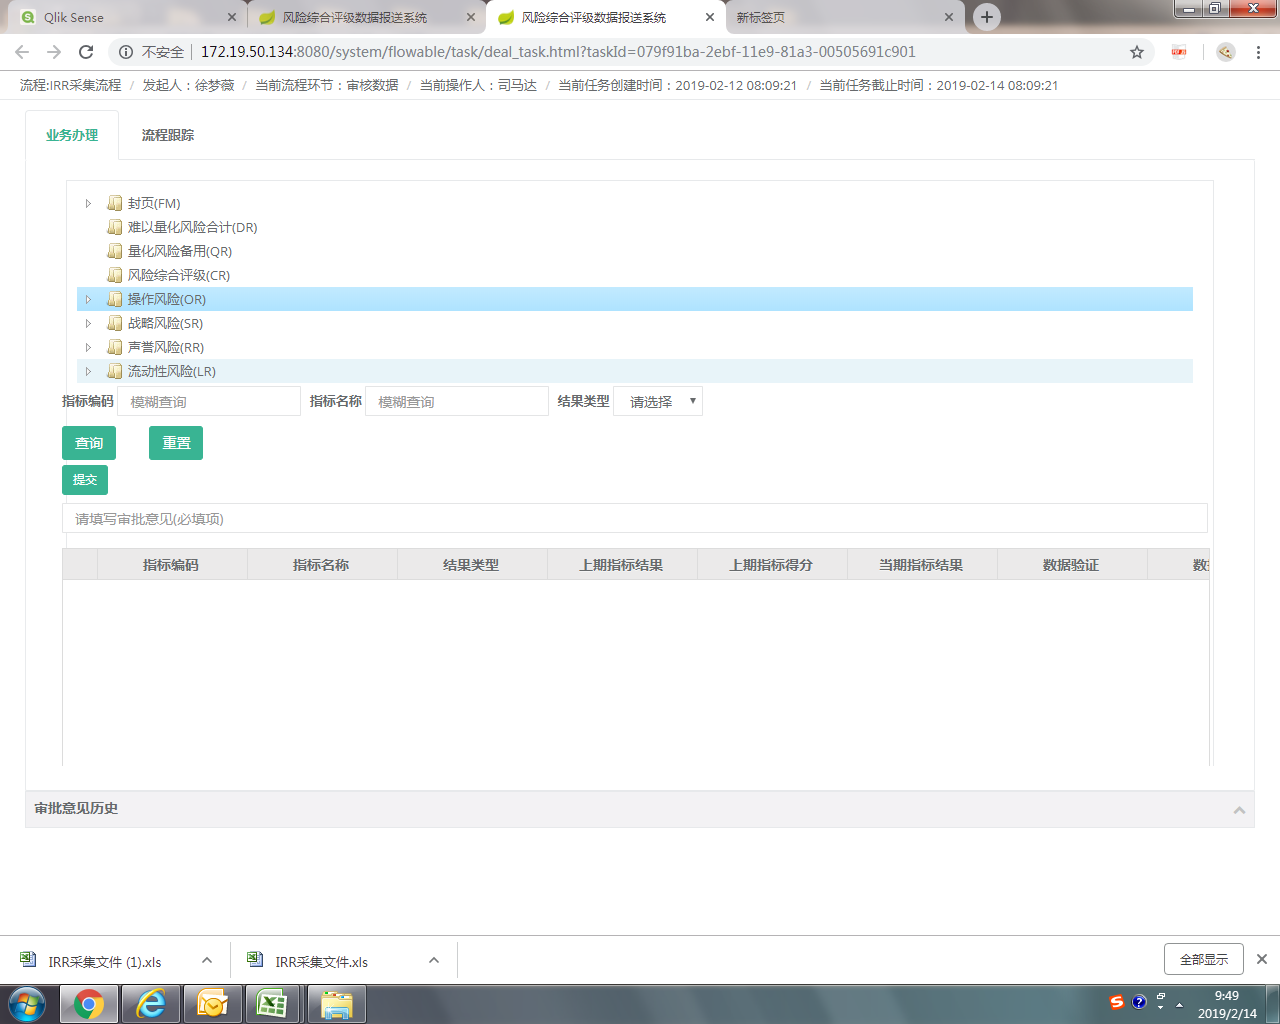 Qlik Sense
风险综合评级数据报送系统
风险综合评级数据报送系统
新标签页
不安全
172.19.50.134:8080/system/flowable/task/deal_task.html?taskId=079f91ba-2ebf-11e9-81a3-00505691c901
流程:IRR采集流程 / 发起人：徐梦薇 / 当前流程环节：审核数据 / 当前操作人：司马达 / 当前任务创建时间：2019-02-12 08:09:21 / 当前任务截止时间：2019-02-14 08:09:21
业务办理 流程跟踪
封页(FM)
难以量化风险合计(DR)
量化风险备用(QR)
风险综合评级(CR)
操作风险(OR)
战略风险(SR)
声誉风险(RR)
流动性风险(LR)
指标编码 模糊查询 指标名称 模糊查询 结果类型 请选择
查询 重置
提交
请填写审批意见(必填项)
指标编码 指标名称 结果类型 上期指标结果 上期指标得分 当期指标结果 数据验证
审批意见历史
IRR采集文件 (1).xls IRR采集文件.xls 全部显示
9:49
2019/2/14